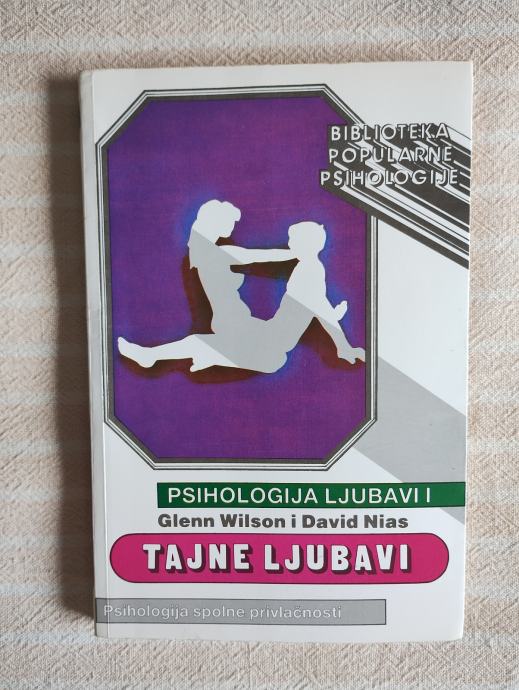 BIBLIOTEKA
POPULARNE
PSIHOLOGIJE
PSIHOLOGIJA LJUBAVI I
Glenn Wilson i David Nias
TAJNE LJUBAVI
Psihologija spolne privlačnosti